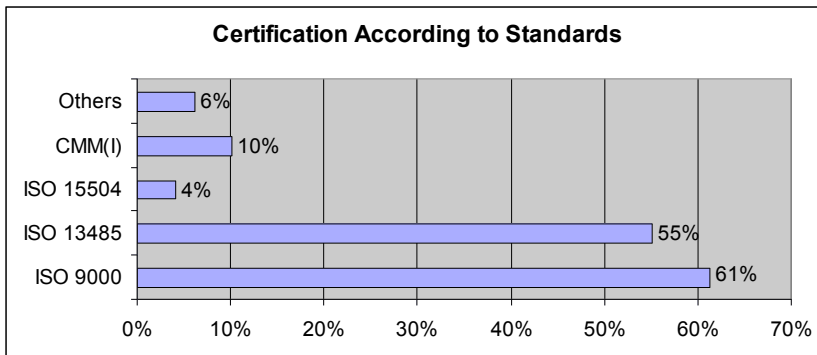 Certification According to Standards
Others 6%
CMM(I) 10%
ISO 15504 4%
ISO 13485 55%
ISO 9000 61%
0% 10% 20% 30% 40% 50% 60% 70%